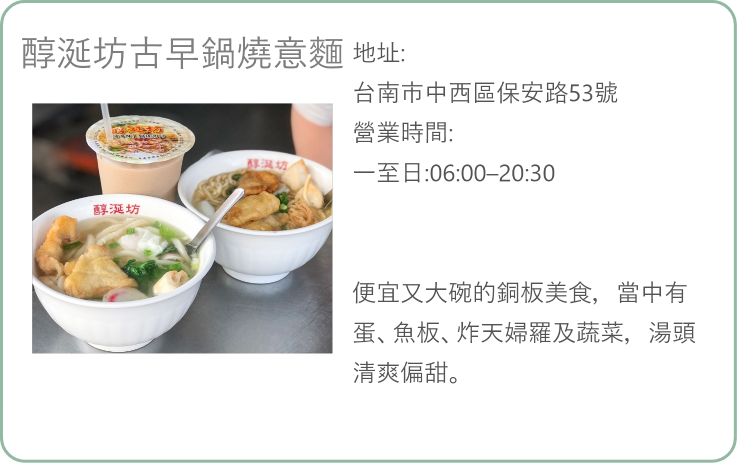 醇涎坊古早鍋燒意麵
地址:
台南市中西區保安路53號
營業時間:
一至日:06:00–20:30
便宜又大碗的銅板美食，當中有
蛋、魚板、炸天婦羅及蔬菜，湯頭
清爽偏甜。
醇涎坊
醇涎坊